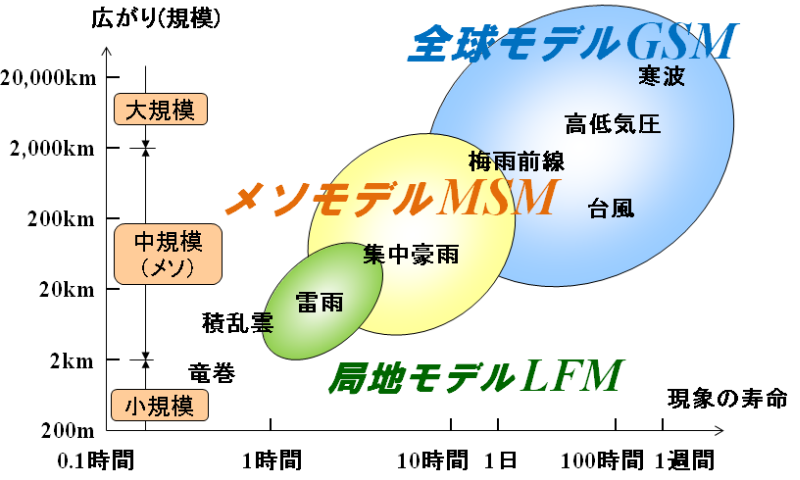 広がり(規模)
全球モデルGSM
20,000km
寒波
大規模
高低気圧
2,000km
梅雨前線
メソモデルMSM
台風
200km
中規模
(メソ)
集中豪雨
20km
雷雨
積乱雲
2km
竜巻
局地モデルLFM
小規模
現象の寿命
200m
0.1時間
1時間
10時間
1日
100時間
1週間